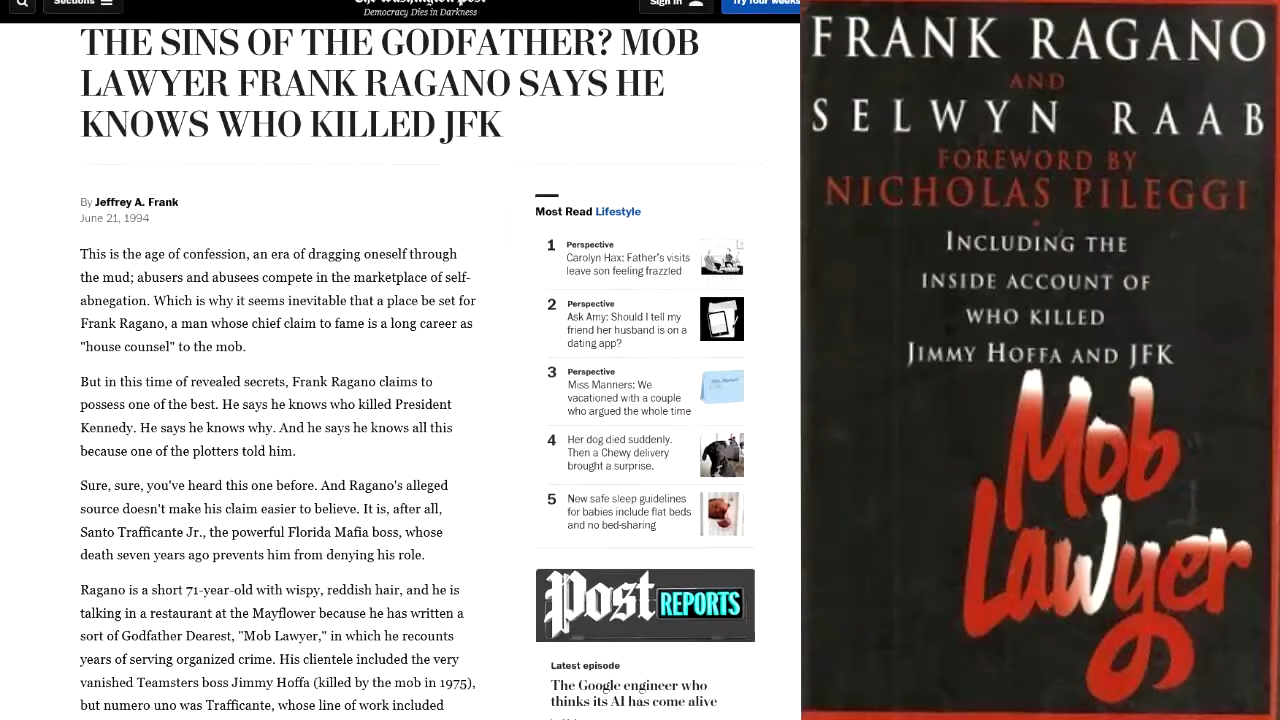 Sections
The Washington Post
Democracy Dies in Darkness
Sign in
Try four weeks
THE SINS OF THE GODFATHER? MOB
LAWYER FRANK RAGANO SAYS HE
KNOWS WHO KILLED JFK
By Jeffrey A. Frank
June 21, 1994
This is the age of confession, an era of dragging oneself through
the mud; abusers and abusees compete in the marketplace of self-
abnegation. Which is why it seems inevitable that a place be set for
Frank Ragano, a man whose chief claim to fame is a long career as
"house counsel" to the mob.
But in this time of revealed secrets, Frank Ragano claims to
possess one of the best. He says he knows who killed President
Kennedy. He says he knows why. And he says he knows all this
because one of the plotters told him.
Sure, sure, you've heard this one before. And Ragano's alleged
source doesn't make his claim easier to believe. It is, after all,
Santo Trafficante Jr., the powerful Florida Mafia boss, whose
death seven years ago prevents him from denying his role.
Ragano is a short 71-year-old with wispy, reddish hair, and he is
talking in a restaurant at the Mayflower because he has written a
sort of Godfather Dearest, "Mob Lawyer," in which he recounts
years of serving organized crime. His clientele included the very
vanished Teamsters boss Jimmy Hoffa (killed by the mob in 1975),
but numero uno was Trafficante, whose line of work included
Most Read Lifestyle
1 Perspective
Carolyn Hax: Father's visits
leave son feeling frazzled
2 Perspective
Ask Amy: Should I tell my
friend her husband is on a
dating app?
3 Perspective
Miss Manners: We
vacationed with a couple
who argued the whole time
4 Her dog died suddenly.
Then a Chewy delivery
brought a surprise.
5 New safe sleep guidelines
for babies include flat beds
and no bed-sharing
Post REPORTS
Latest episode
The Google engineer who
thinks its AI has come alive
FRANK RAGANO
AND
SELWYN RAAB
FOREWORD BY
NICHOLAS PILEGGI
INCLUDING THE
INSIDE ACCOUNT OF
WHO KILLED
JIMMY HOFFA AND JFK
Mob
Lawyer